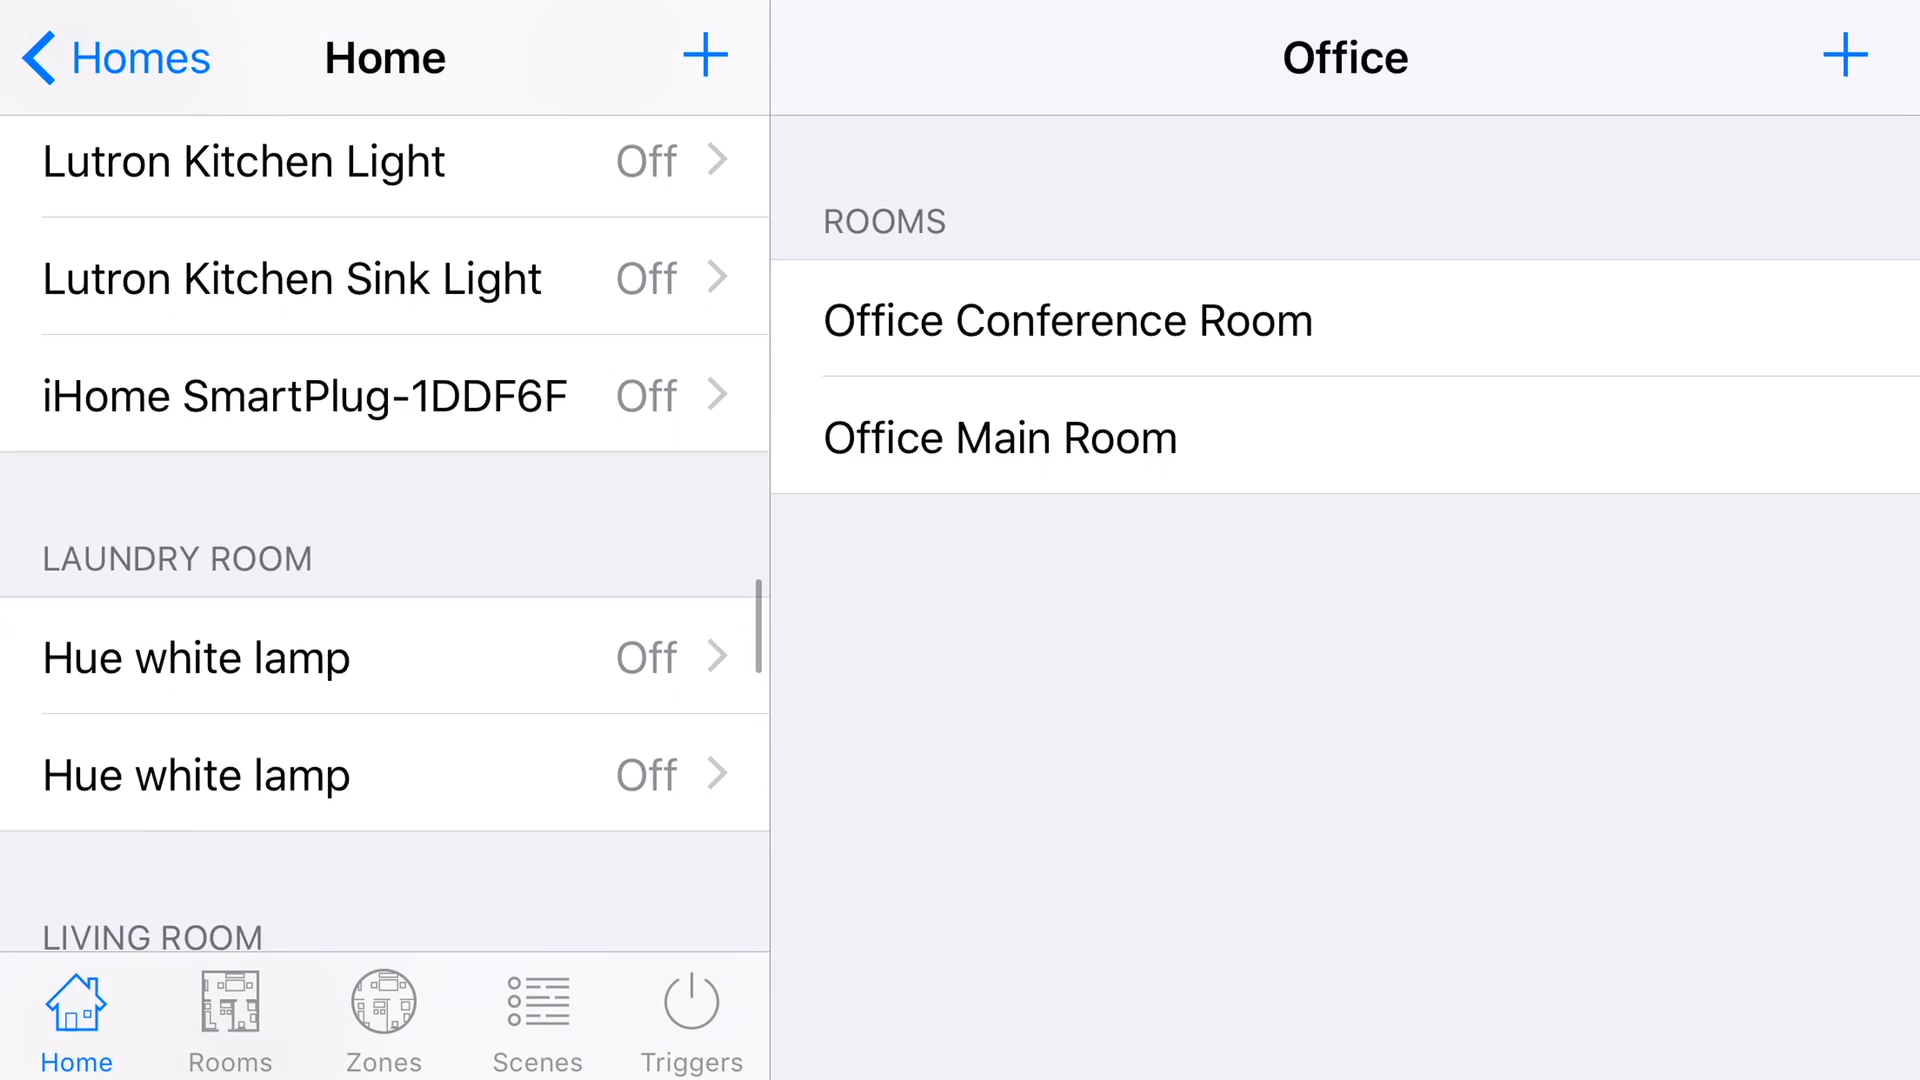 Homes
Home
Lutron Kitchen Light Off
Lutron Kitchen Sink Light Off
iHome SmartPlug-1DDF6F Off
LAUNDRY ROOM
Hue white lamp Off
Hue white lamp Off
LIVING ROOM
Home Rooms Zones Scenes Triggers
Office
ROOMS
Office Conference Room
Office Main Room